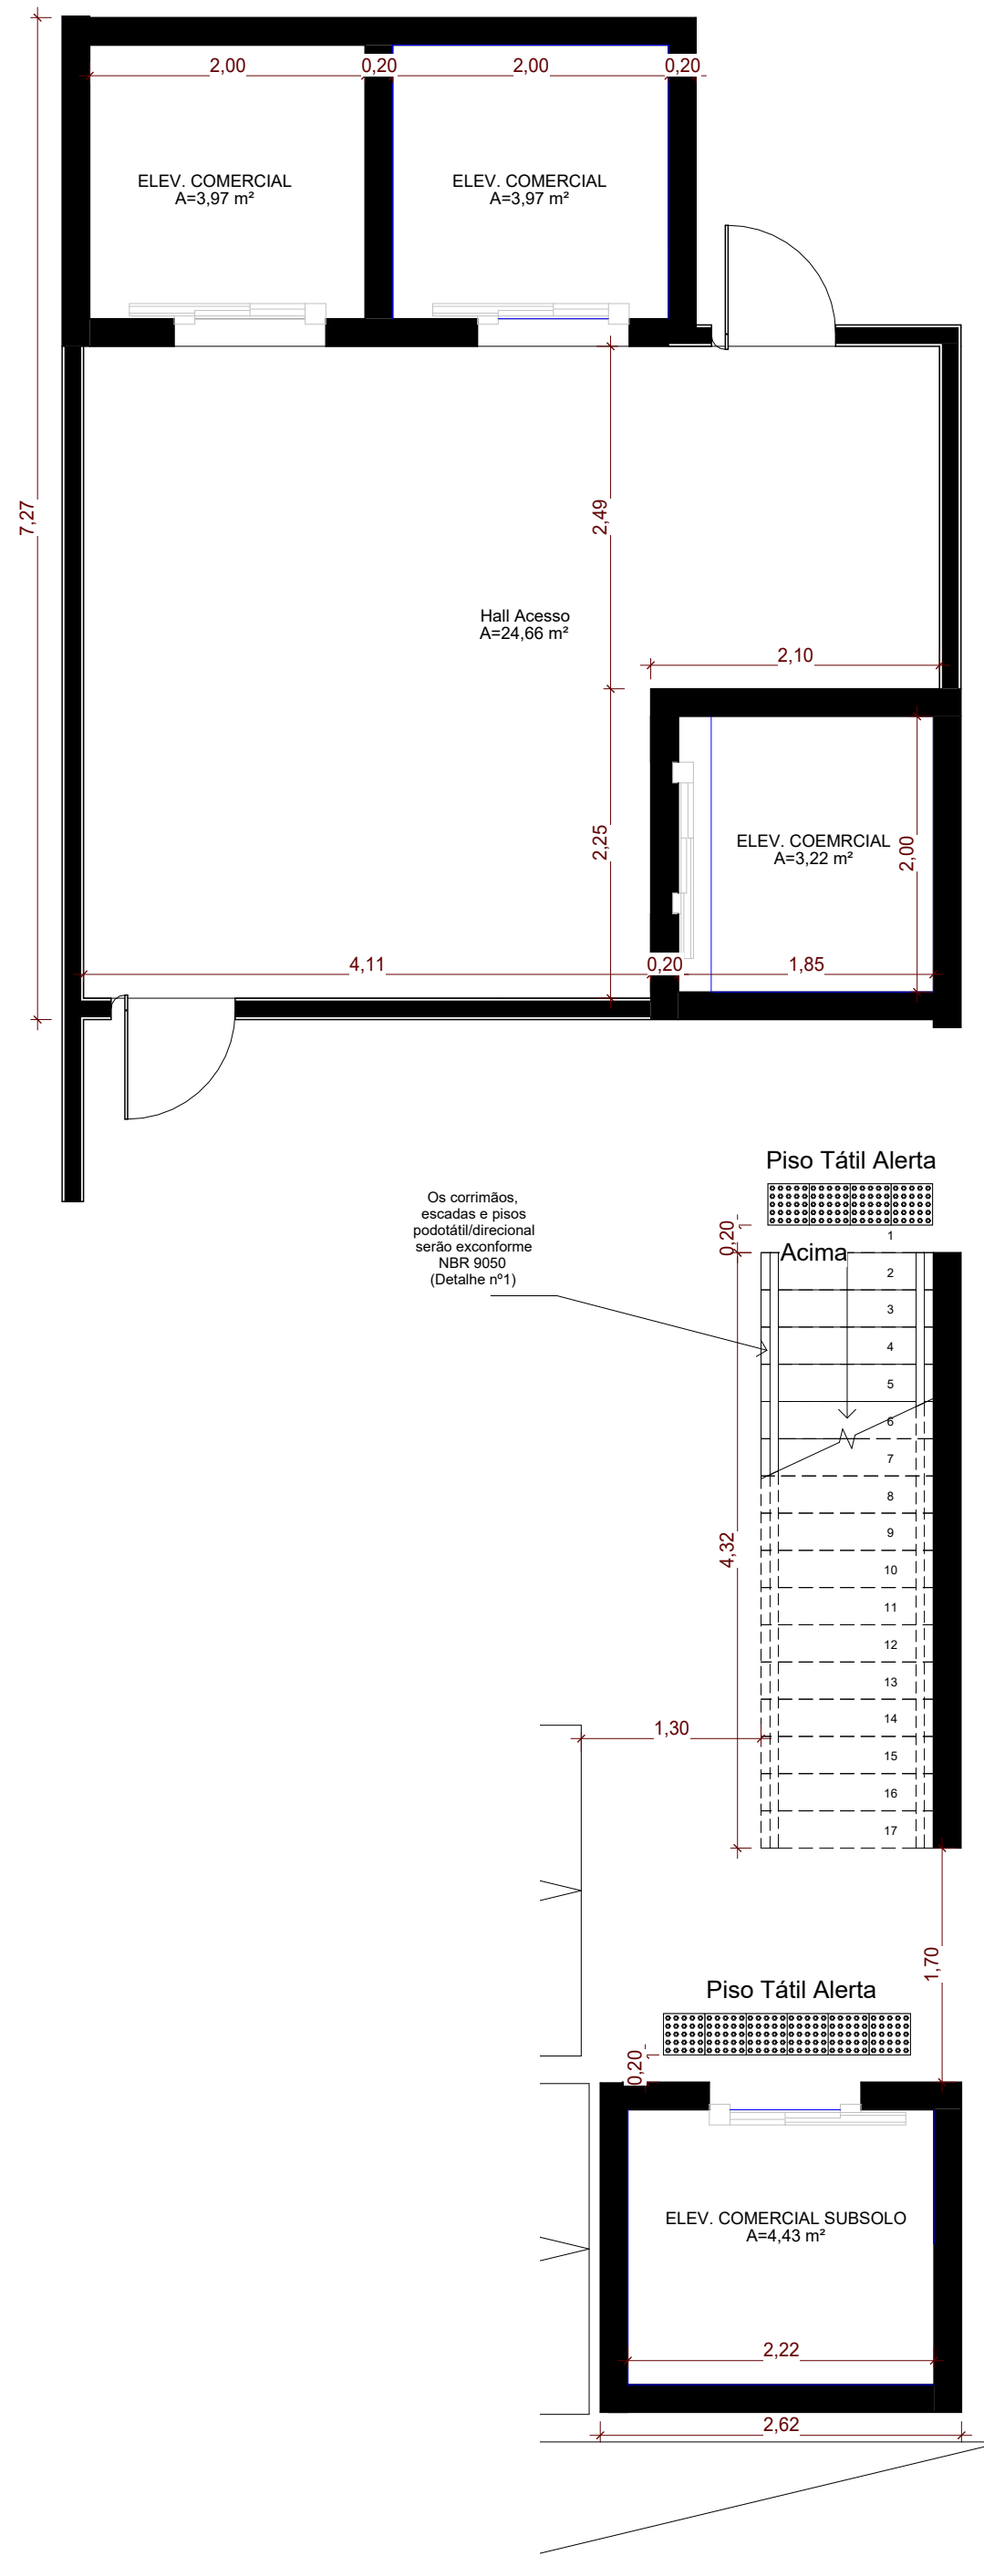 2,00
0,20
2,00
0,20
ELEV. COMERCIAL
A=3,97 m²
ELEV. COMERCIAL
A=3,97 m²
7,27
2,49
Hall Acesso
A=24,66 m²
2,10
2,25
ELEV. COEMRCIAL
A=3,22 m²
2,00
4,11
0,20
1,85
Piso Tátil Alerta
Os corrimãos,
escadas e pisos
podotátil/direcional
serão exconforme
NBR 9050
(Detalhe nº1)
0,20
1
Acima
2
3
4
5
6
7
8
9
4,32
10
11
12
13
14
1,30
15
16
17
1,70
Piso Tátil Alerta
0,20
ELEV. COMERCIAL SUBSOLO
A=4,43 m²
2,22
2,62